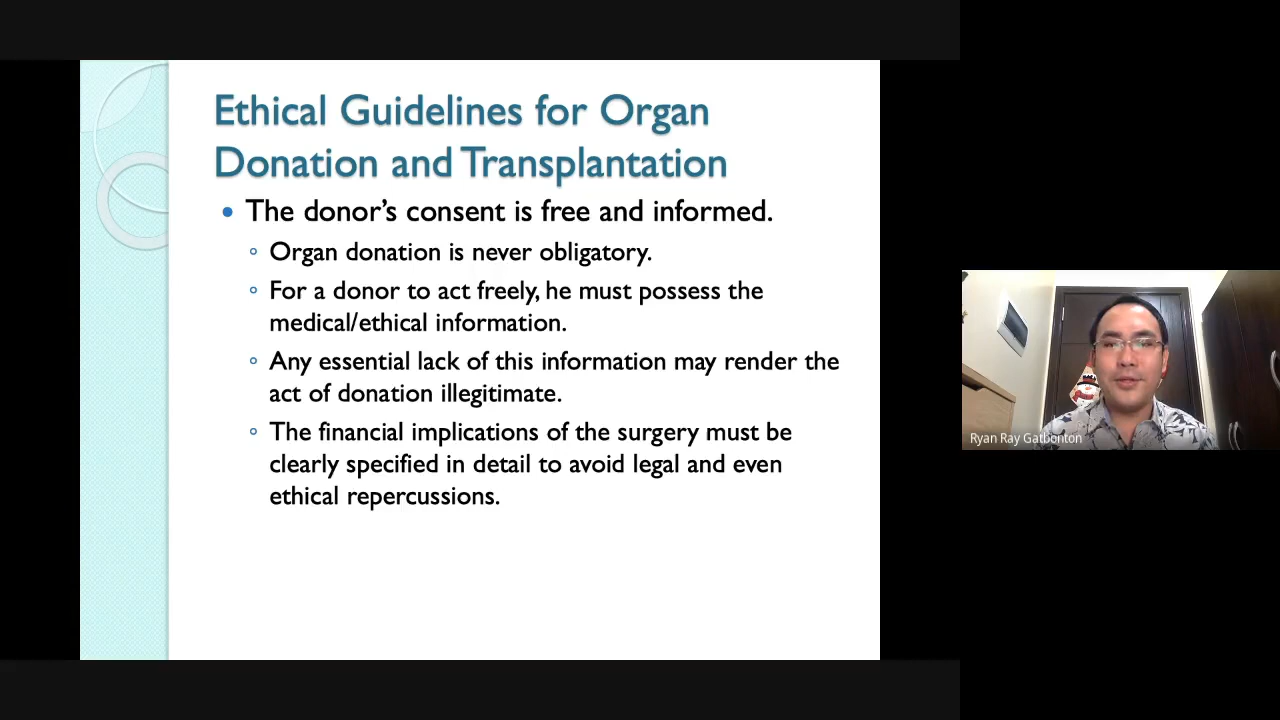 Ethical Guidelines for Organ
Donation and Transplantation
• The donor's consent is free and informed.
◦ Organ donation is never obligatory.
◦ For a donor to act freely, he must possess the
medical/ethical information.
◦ Any essential lack of this information may render the
act of donation illegitimate.
◦ The financial implications of the surgery must be
clearly specified in detail to avoid legal and even
ethical repercussions.
Ryan Ray Gatbonton